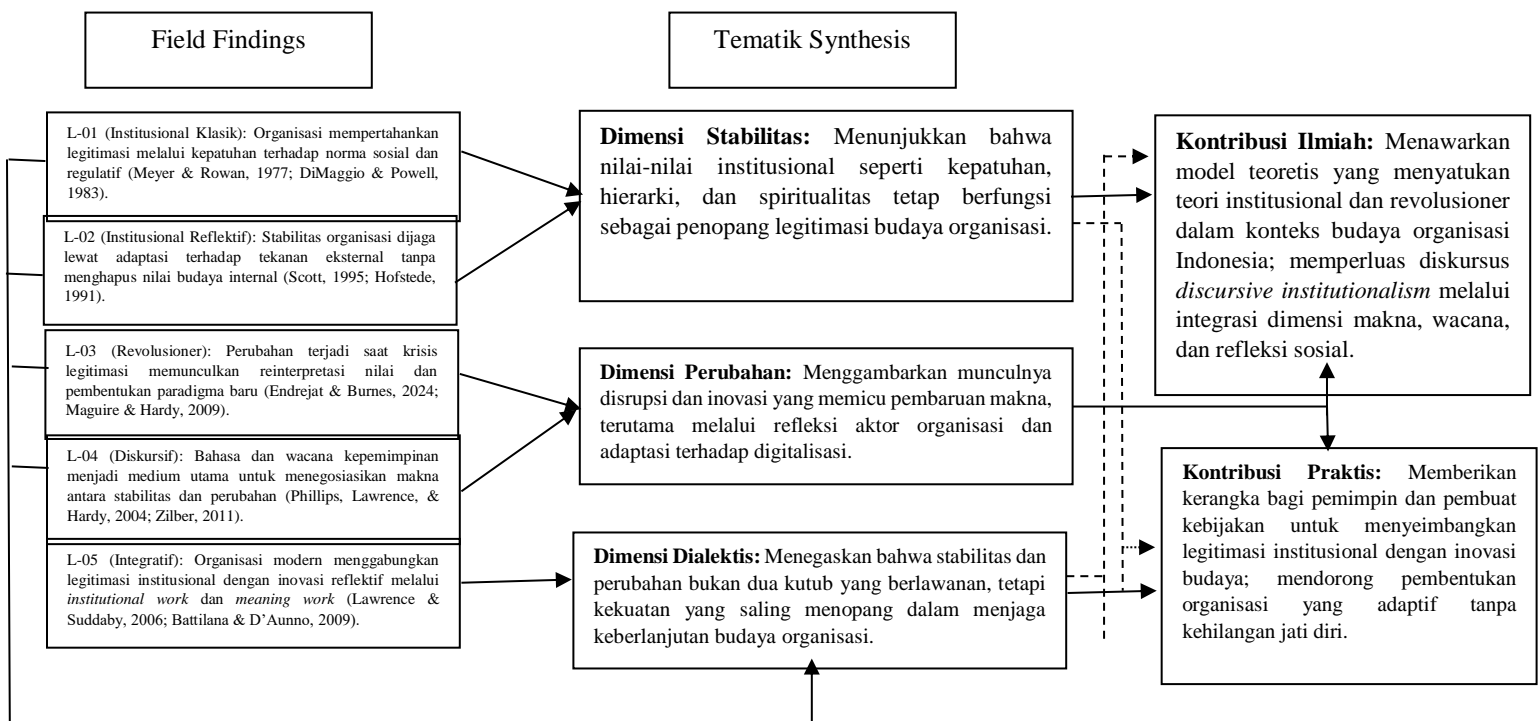 Field Findings
Tematik Synthesis
L-01 (Institusional Klasik): Organisasi mempertahankan
legitimasi melalui kepatuhan terhadap norma sosial dan
regulatif (Meyer & Rowan, 1977; DiMaggio & Powell,
1983).
L-02 (Institusional Reflektif): Stabilitas organisasi dijaga
lewat adaptasi terhadap tekanan eksternal tanpa
menghapus nilai budaya internal (Scott, 1995; Hofstede,
1991).
L-03 (Revolusioner): Perubahan terjadi saat krisis
legitimasi memunculkan reinterpretasi nilai dan
pembentukan paradigma baru (Endrejat & Burnes, 2024;
Maguire & Hardy, 2009).
L-04 (Diskursif): Bahasa dan wacana kepemimpinan
menjadi medium utama untuk menegosiasikan makna
antara stabilitas dan perubahan (Phillips, Lawrence, &
Hardy, 2004; Zilber, 2011).
L-05 (Integratif): Organisasi modern menggabungkan
legitimasi institusional dengan inovasi reflektif melalui
institutional work dan meaning work (Lawrence &
Suddaby, 2006; Battilana & D’Aunno, 2009).
Dimensi Stabilitas: Menunjukkan bahwa
nilai-nilai institusional seperti kepatuhan,
hierarki, dan spiritualitas tetap berfungsi
sebagai penopang legitimasi budaya organisasi.
Dimensi Perubahan: Menggambarkan munculnya
disrupsi dan inovasi yang memicu pembaruan makna,
terutama melalui refleksi aktor organisasi dan
adaptasi terhadap digitalisasi.
Dimensi Dialektis: Menegaskan bahwa stabilitas dan
perubahan bukan dua kutub yang berlawanan, tetapi
kekuatan yang saling menopang dalam menjaga
keberlanjutan budaya organisasi.
Kontribusi Ilmiah: Menawarkan
model teoretis yang menyatukan
teori institusional dan revolusioner
dalam konteks budaya organisasi
Indonesia; memperluas diskursus
discursive institutionalism melalui
integrasi dimensi makna, wacana,
dan refleksi sosial.
Kontribusi Praktis: Memberikan
kerangka bagi pemimpin dan pembuat
kebijakan untuk menyeimbangkan
legitimasi institusional dengan inovasi
budaya; mendorong pembentukan
organisasi yang adaptif tanpa
kehilangan jati diri.